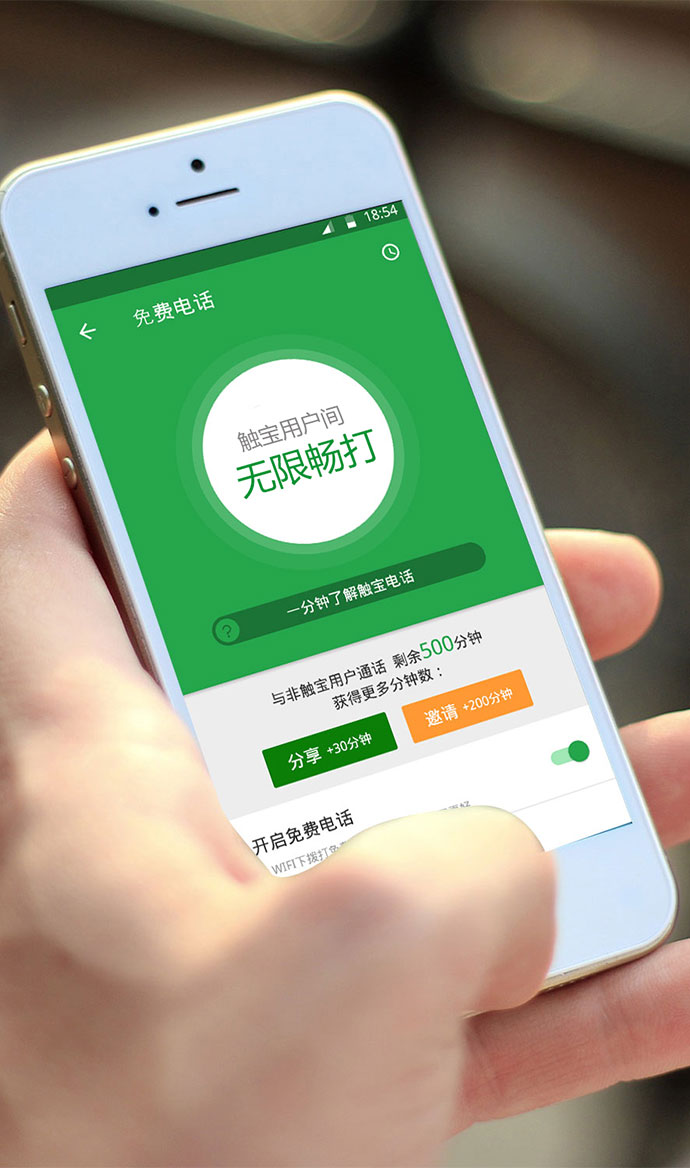 18:54
免费电话
触宝用户间
无限畅打
? 一分钟了解触宝电话
与非触宝用户通话 剩余500分钟
获得更多分钟数：
分享 +30分钟 邀请 +200分钟
开启免费电话
WIFI下拨打免